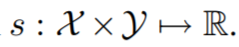 s : 𝒳 × 𝒴 ↦ ℝ.